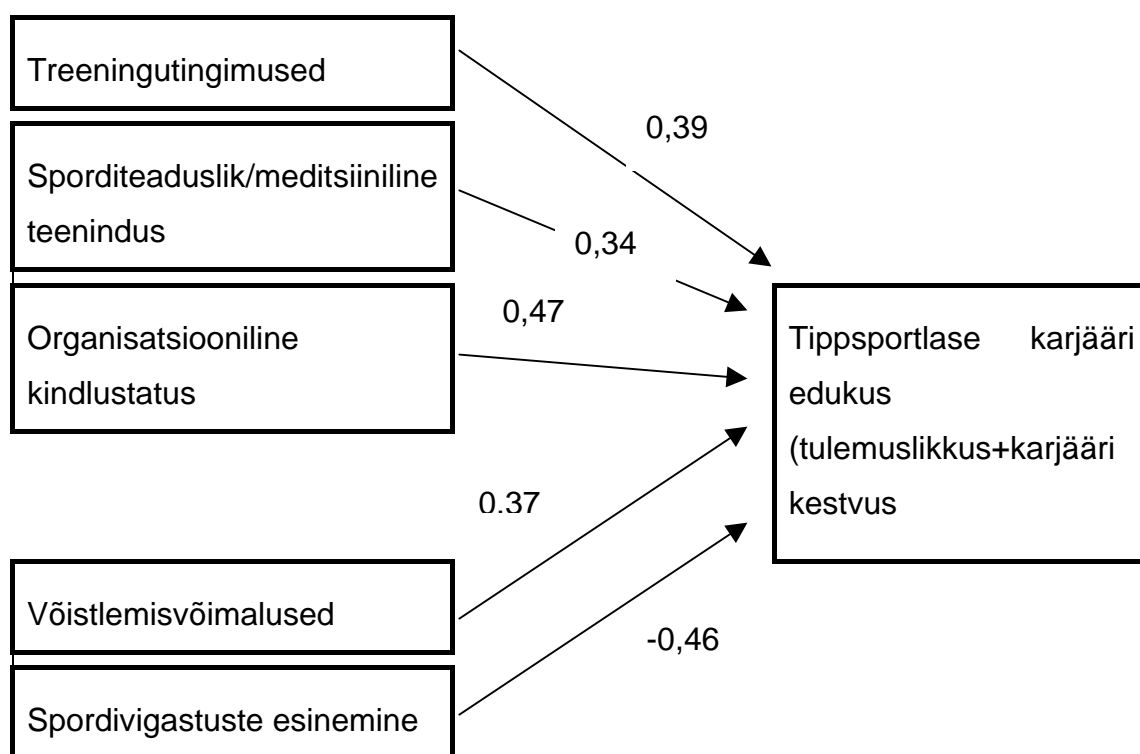 Treeningutingimused
0,39
Sporditeaduslik/meditsiiniline
teenindus
0,34
0,47
Organisatsiooniline
kindlustatus
Tippsportlase karjääri
edukus
(tulemuslikkus+karjääri
kestvus
0,37
Võistlemisvõimalused
-0,46
Spordivigastuste esinemine